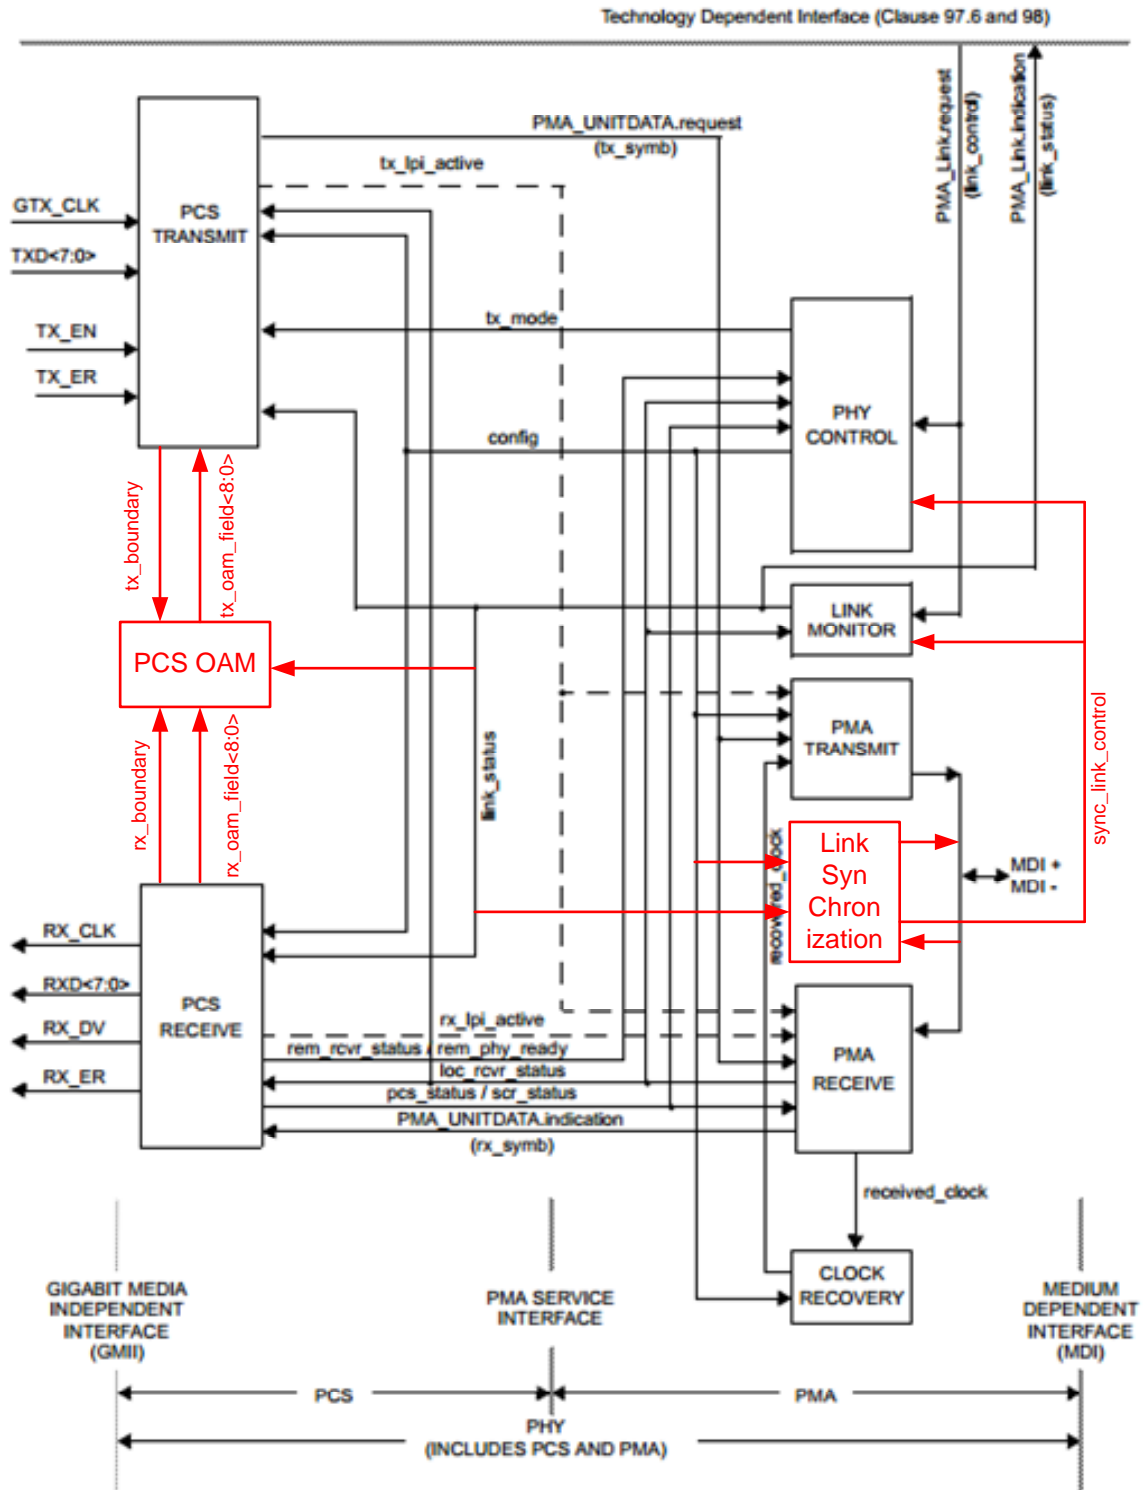 Technology Dependent Interface (Clause 97.6 and 98)
PMA_Link.request
(link_control)
PMA_Link.indication
(link_status)
PMA_UNITDATA.request
(tx_symb)
tx_lpi_active
GTX_CLK
PCS
TRANSMIT
TXD<7:0>
TX_EN
tx_mode
TX_ER
PHY
CONTROL
config
tx_boundary
tx_oam_field<8:0>
LINK
MONITOR
PCS OAM
rx_boundary
rx_oam_field<8:0>
link_status
PMA
TRANSMIT
sync_link_control
recovered_clock
Link
Syn
Chron
ization
MDI +
MDI -
RX_CLK
RXD<7:0>
PCS
RECEIVE
RX_DV
RX_ER
rx_lpi_active
rem_rcvr_status / rem_phy_ready
loc_rcvr_status
pcs_status / scr_status
PMA_UNITDATA.indication
(rx_symb)
PMA
RECEIVE
received_clock
CLOCK
RECOVERY
GIGABIT MEDIA
INDEPENDENT
INTERFACE
(GMII)
PMA SERVICE
INTERFACE
MEDIUM
DEPENDENT
INTERFACE
(MDI)
PCS
PMA
PHY
(INCLUDES PCS AND PMA)